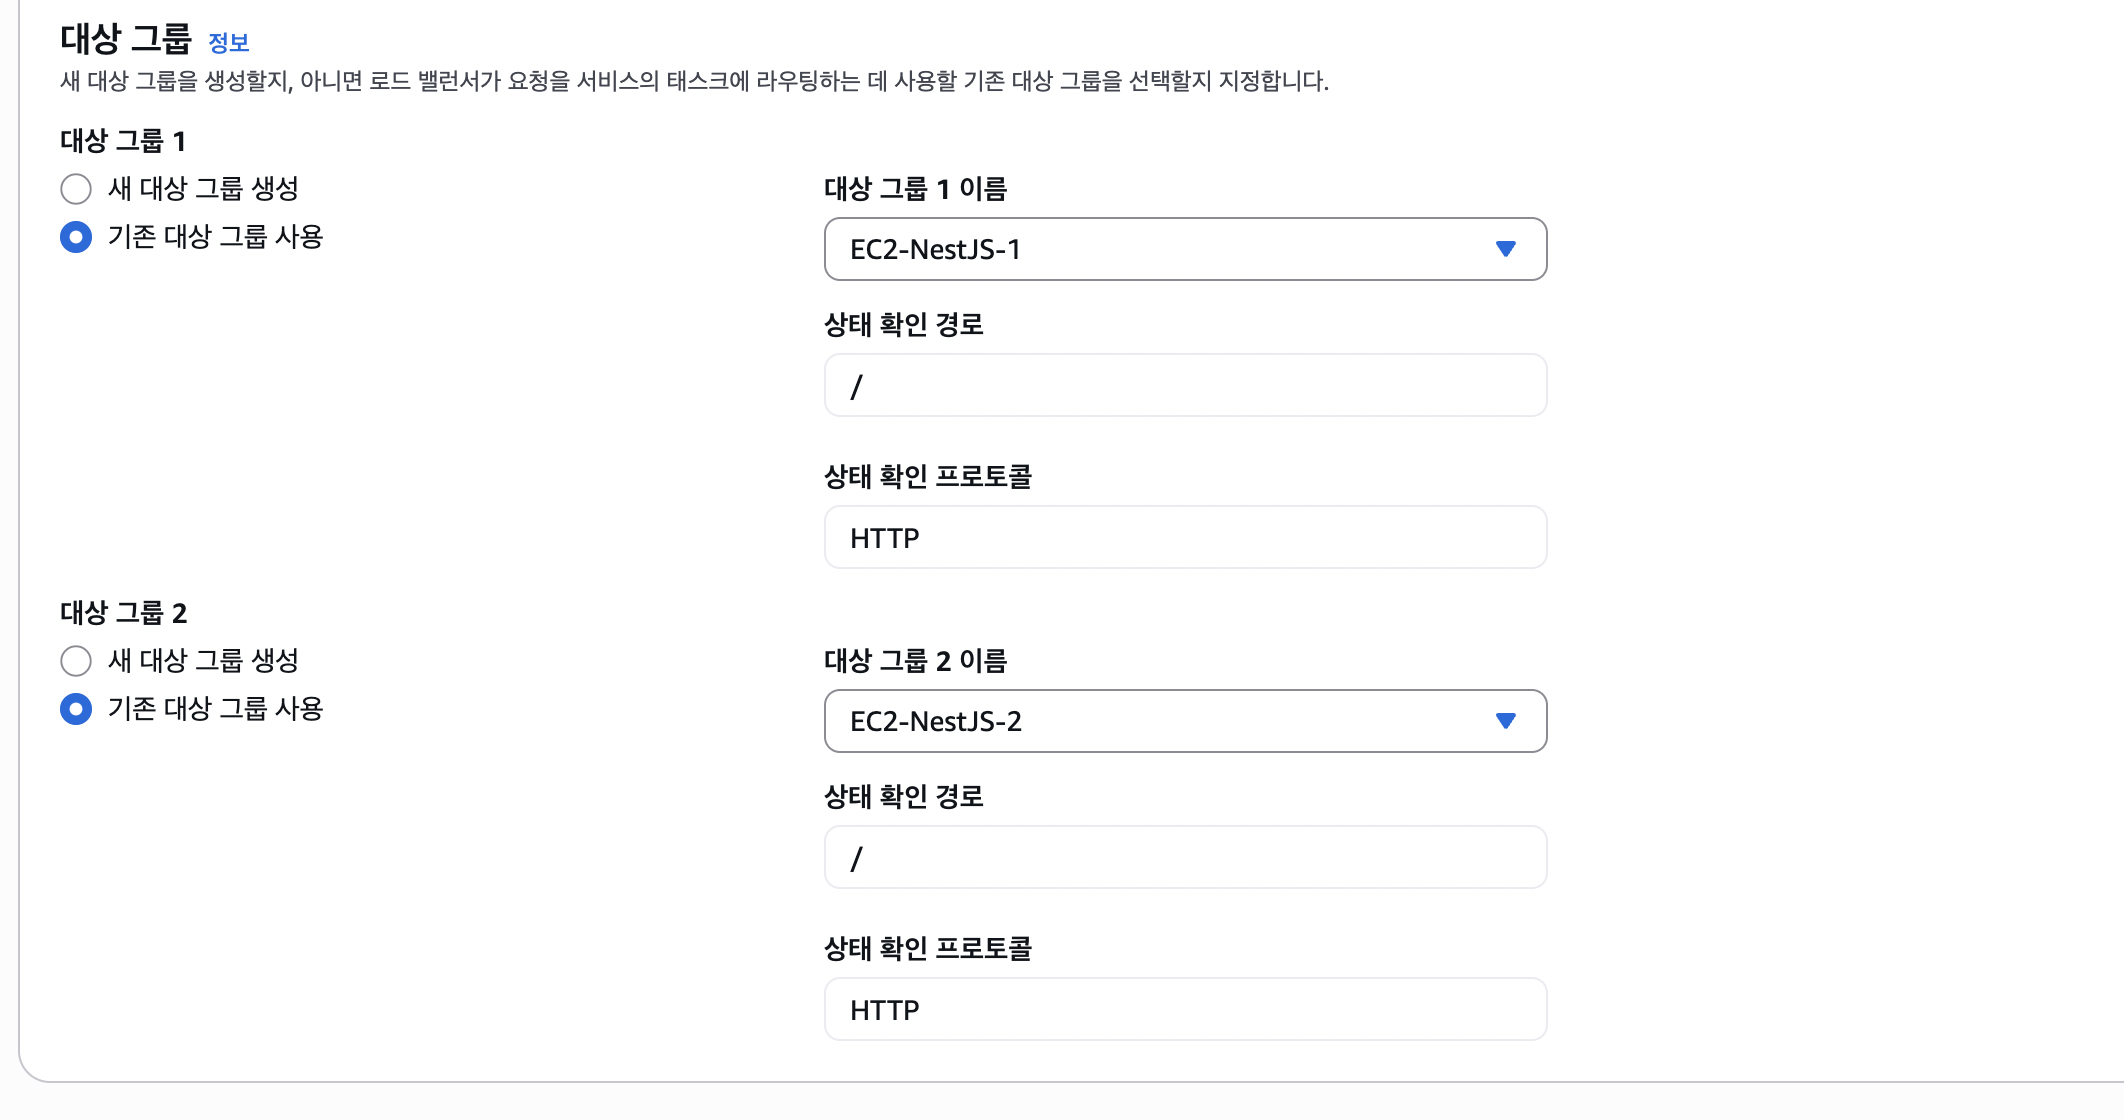 대상 그룹 정보
새 대상 그룹을 생성할지, 아니면 로드 밸런서가 요청을 서비스의 태스크에 라우팅하는 데 사용할 기존 대상 그룹을 선택할지 지정합니다.
대상 그룹 1
새 대상 그룹 생성
기존 대상 그룹 사용
대상 그룹 1 이름
EC2-NestJS-1
상태 확인 경로
/
상태 확인 프로토콜
HTTP
대상 그룹 2
새 대상 그룹 생성
기존 대상 그룹 사용
대상 그룹 2 이름
EC2-NestJS-2
상태 확인 경로
/
상태 확인 프로토콜
HTTP